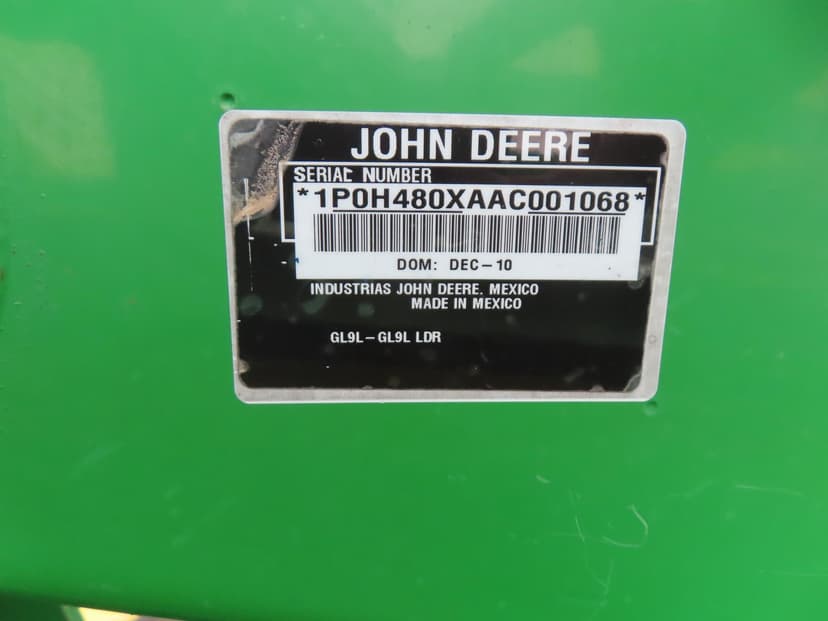 JOHN DEERE
SERIAL NUMBER
*1P0H480XAAC001068*
DOM: DEC-10
INDUSTRIAS JOHN DEERE. MEXICO
MADE IN MEXICO
GL9L-GL9L LDR